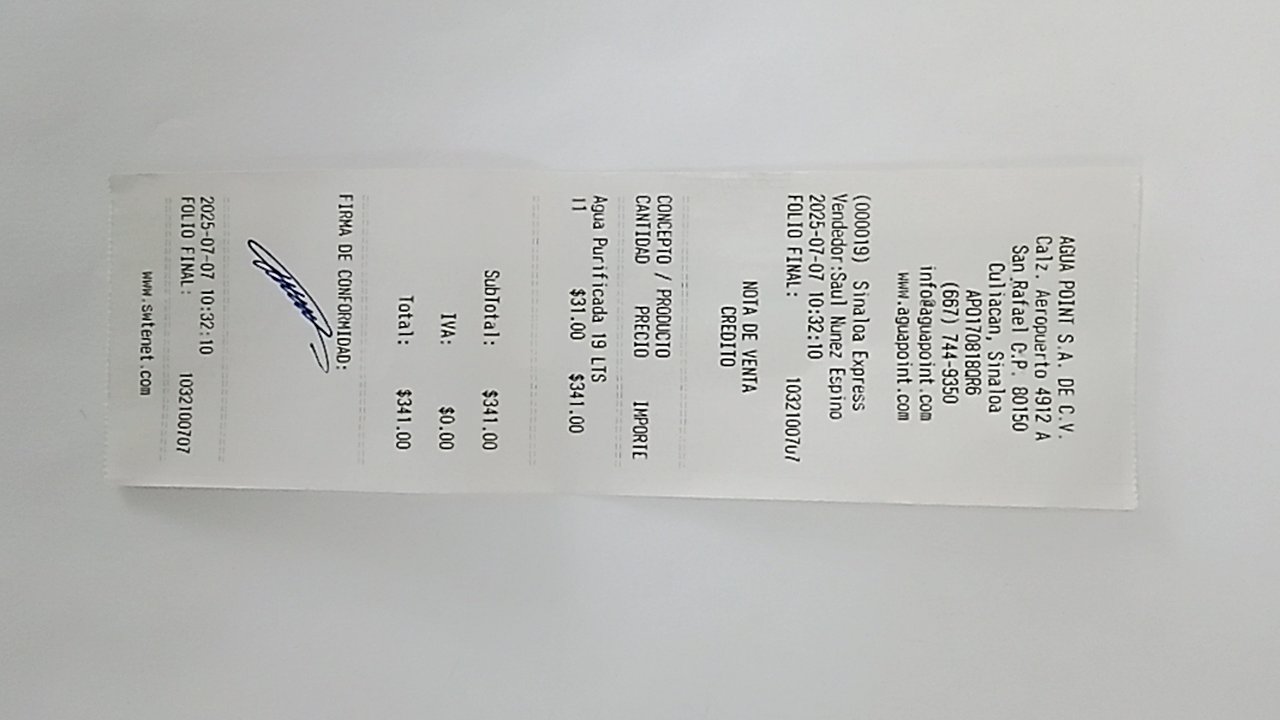 AGUA POINT S.A. DE C.V.
Calz. Aeropuerto 4912 A
San Rafael C.P. 80150
Culiacan, Sinaloa
APO170818QR6
(667) 744-9350
info@aguapoint.com
www.aguapoint.com
(000019) Sinaloa Express
Vendedor:Saul Nunez Espino
2025-07-07 10:32:10
FOLIO FINAL: 1032100707
NOTA DE VENTA
CREDITO
CONCEPTO / PRODUCTO
CANTIDAD PRECIO IMPORTE
Agua Purificada 19 LTS
11 $31.00 $341.00
SubTotal: $341.00
IVA: $0.00
Total: $341.00
FIRMA DE CONFORMIDAD:
2025-07-07 10:32:10
FOLIO FINAL: 1032100707
www.swtenet.com